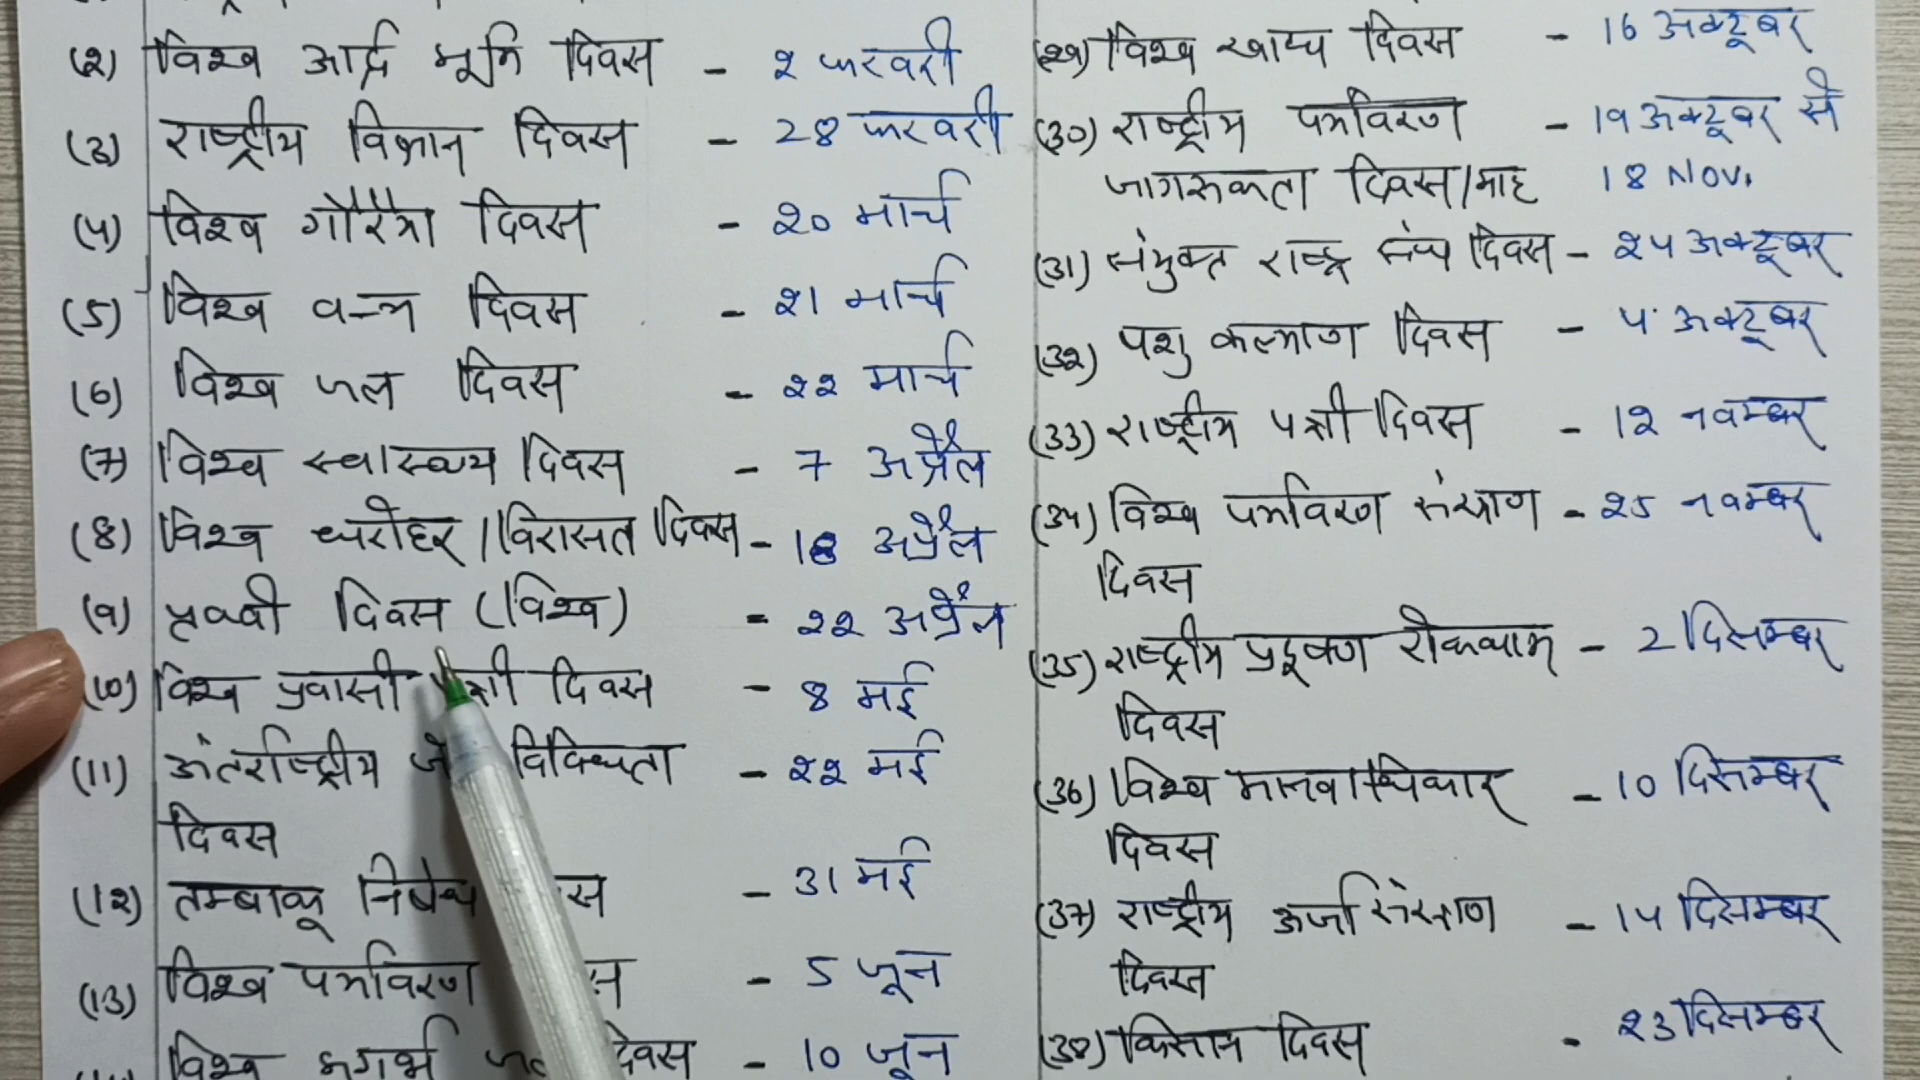 (2) विश्व आर्द्र भूमि दिवस - 2 फरवरी
(3) राष्ट्रीय विज्ञान दिवस - 28 फरवरी
(4) विश्व गौरैया दिवस - 20 मार्च
(5) विश्व वन्य दिवस - 21 मार्च
(6) विश्व जल दिवस - 22 मार्च
(7) विश्व स्वास्थ्य दिवस - 7 अप्रैल
(8) विश्व धरोहर / विरासत दिवस - 18 अप्रैल
(9) पृथ्वी दिवस (विश्व) - 22 अप्रैल
(10) विश्व प्रवासी पक्षी दिवस - 8 मई
(11) अंतर्राष्ट्रीय विविधता - 22 मई
दिवस
(12) तम्बाकू निषेध - 31 मई
(13) विश्व पर्यावरण - 5 जून
विश्व भूगर्भ जल दिवस - 10 जून
(29) विश्व खाद्य दिवस - 16 अक्टूबर
(30) राष्ट्रीय पर्यावरण - 19 अक्टूबर से
जागरूकता दिवस/माह 18 Nov.
(31) संयुक्त राष्ट्र संघ दिवस - 24 अक्टूबर
(32) पशु कल्याण दिवस - 4 अक्टूबर
(33) राष्ट्रीय पक्षी दिवस - 12 नवम्बर
(34) विश्व पर्यावरण संरक्षण - 25 नवम्बर
दिवस
(35) राष्ट्रीय प्रदूषण रोकथाम - 2 दिसम्बर
दिवस
(36) विश्व मानवाधिकार - 10 दिसम्बर
दिवस
(37) राष्ट्रीय ऊर्जा संरक्षण - 14 दिसम्बर
दिवस
(38) किसान दिवस - 23 दिसम्बर